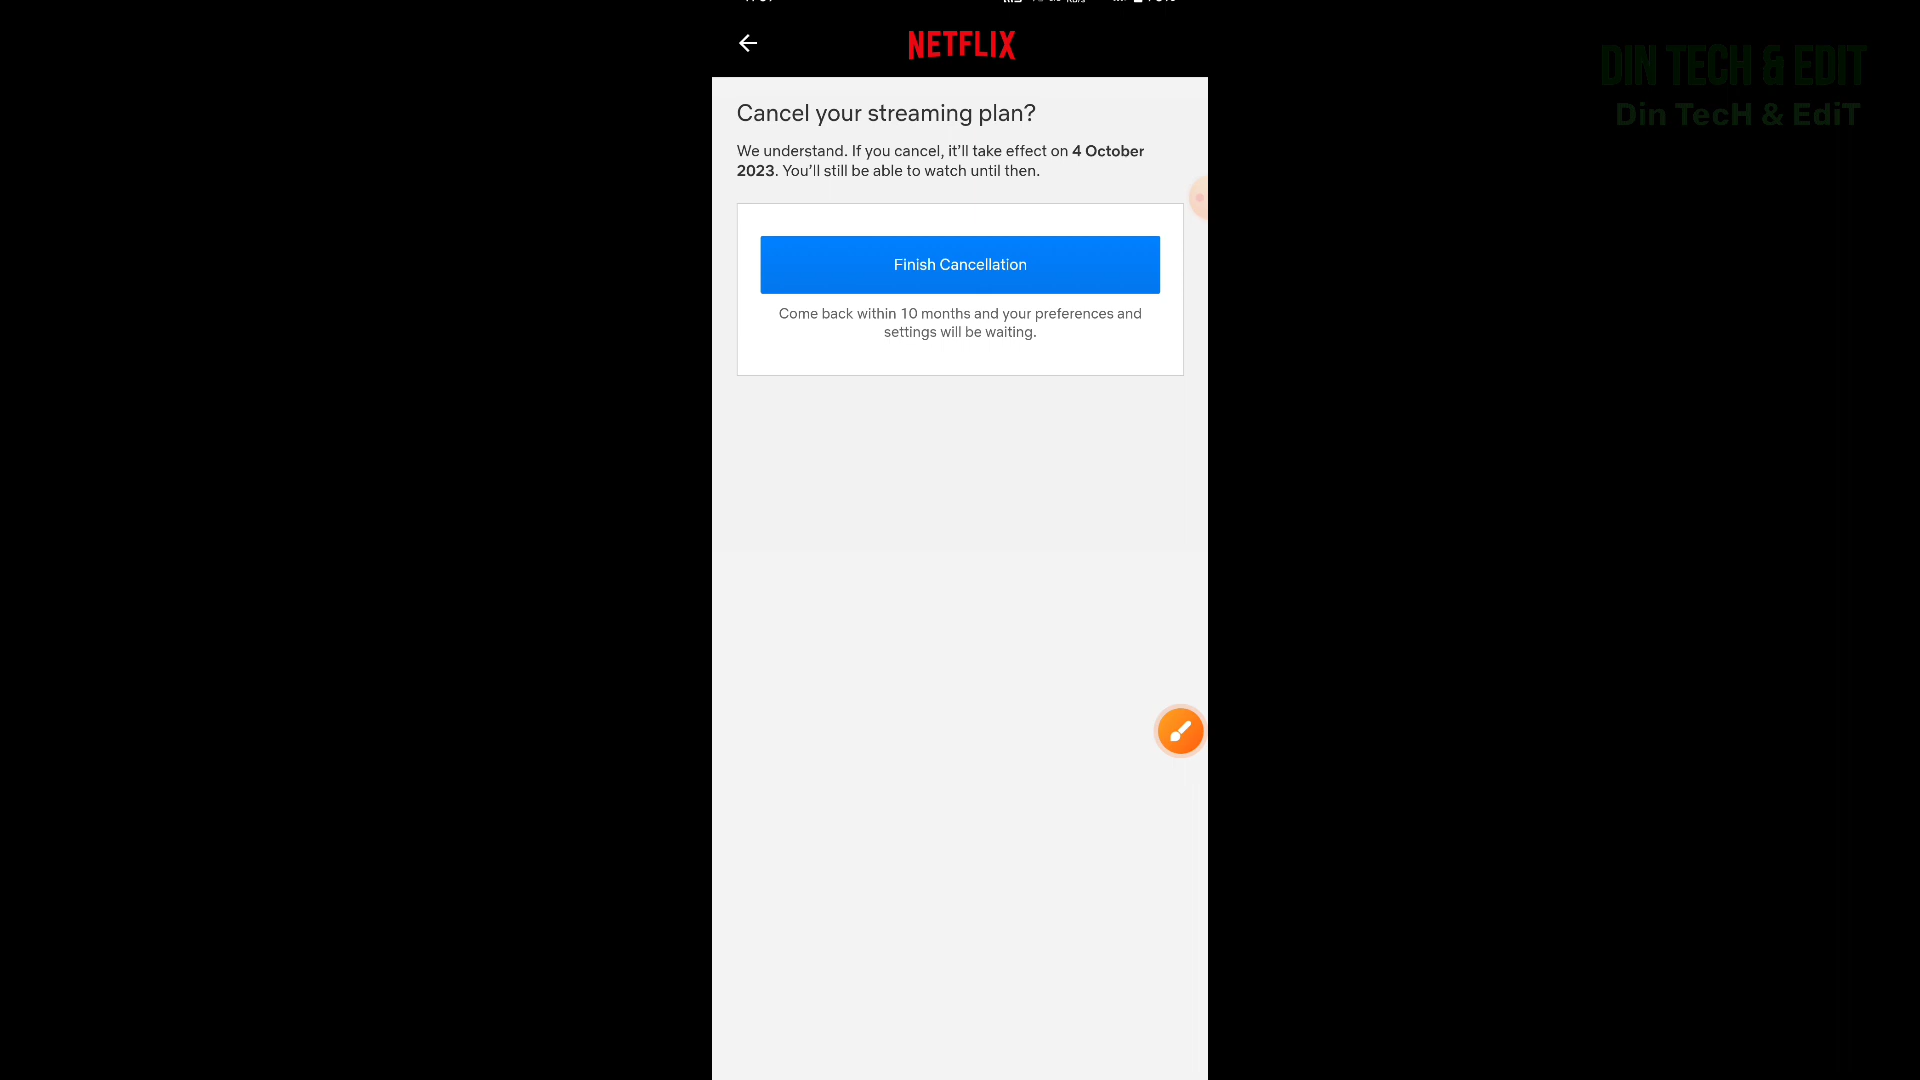 NETFLIX
DIN TECH & EDIT
Din TecH & EdiT
Cancel your streaming plan?
We understand. If you cancel, it’ll take effect on 4 October
2023. You’ll still be able to watch until then.
Finish Cancellation
Come back within 10 months and your preferences and
settings will be waiting.